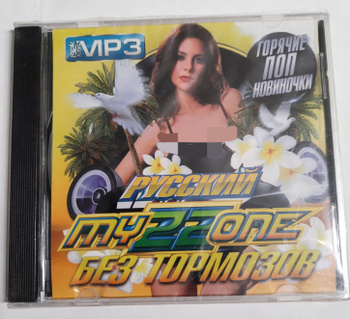 MP3
ГОРЯЧИЕ
ПОП
НОВИНОЧКИ
РУССКИЙ
MYZZONE
БЕЗ ТОРМОЗОВ